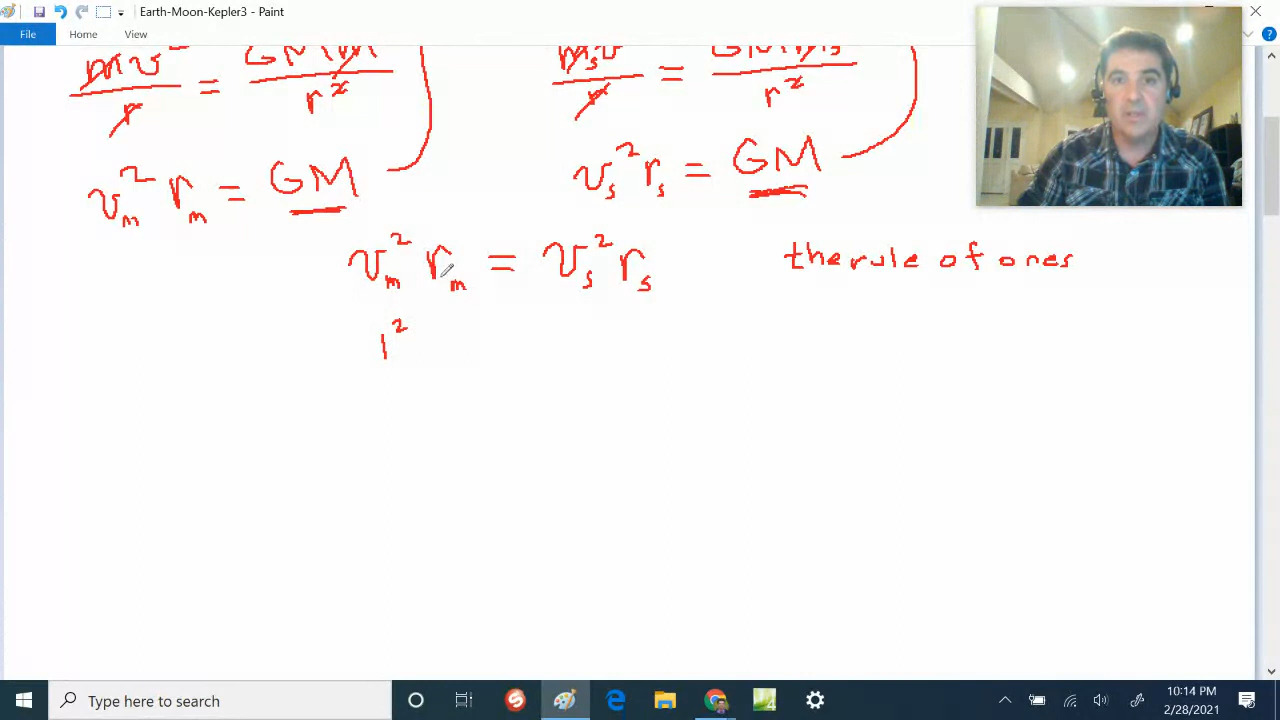 Earth-Moon-Kepler3 - Paint
File Home View
v_m^2 r_m = GM
v_s^2 r_s = GM
v_m^2 r_m = v_s^2 r_s
the rule of ones
1^2
Type here to search
10:14 PM
2/28/2021